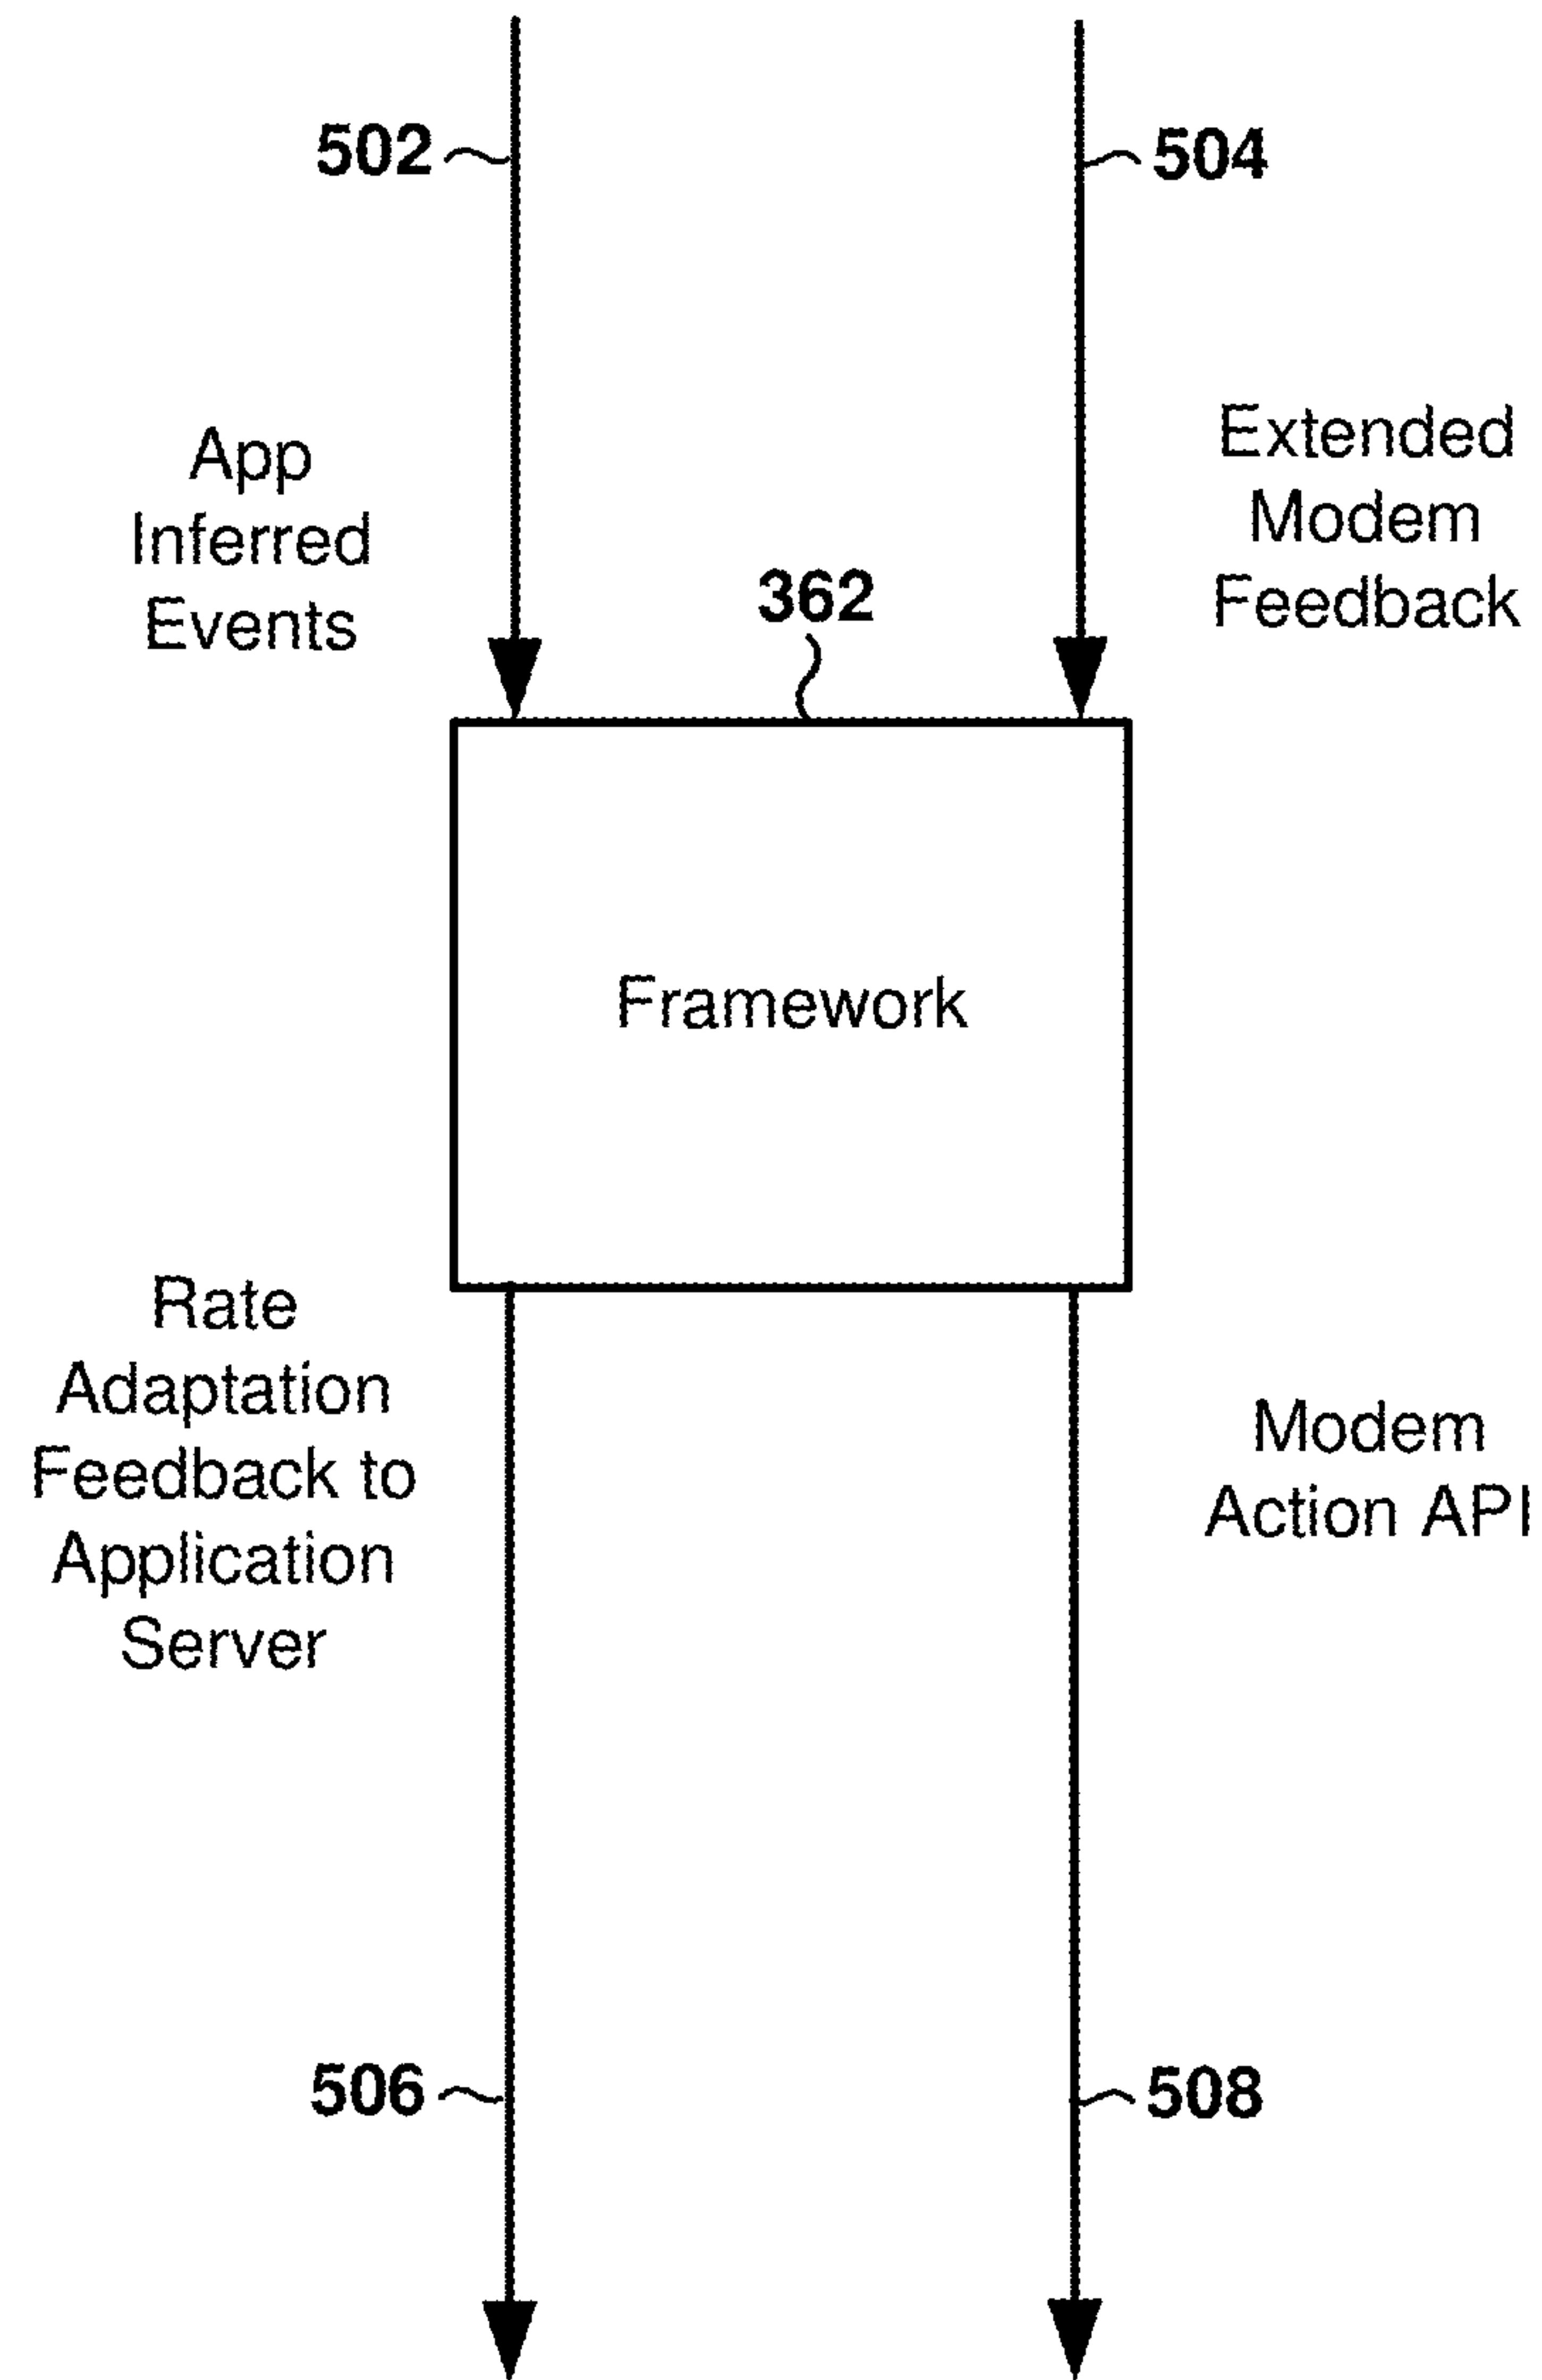 502
504
App
Inferred
Events
Extended
Modem
Feedback
362
Framework
Rate
Adaptation
Feedback to
Application
Server
Modem
Action API
506
508